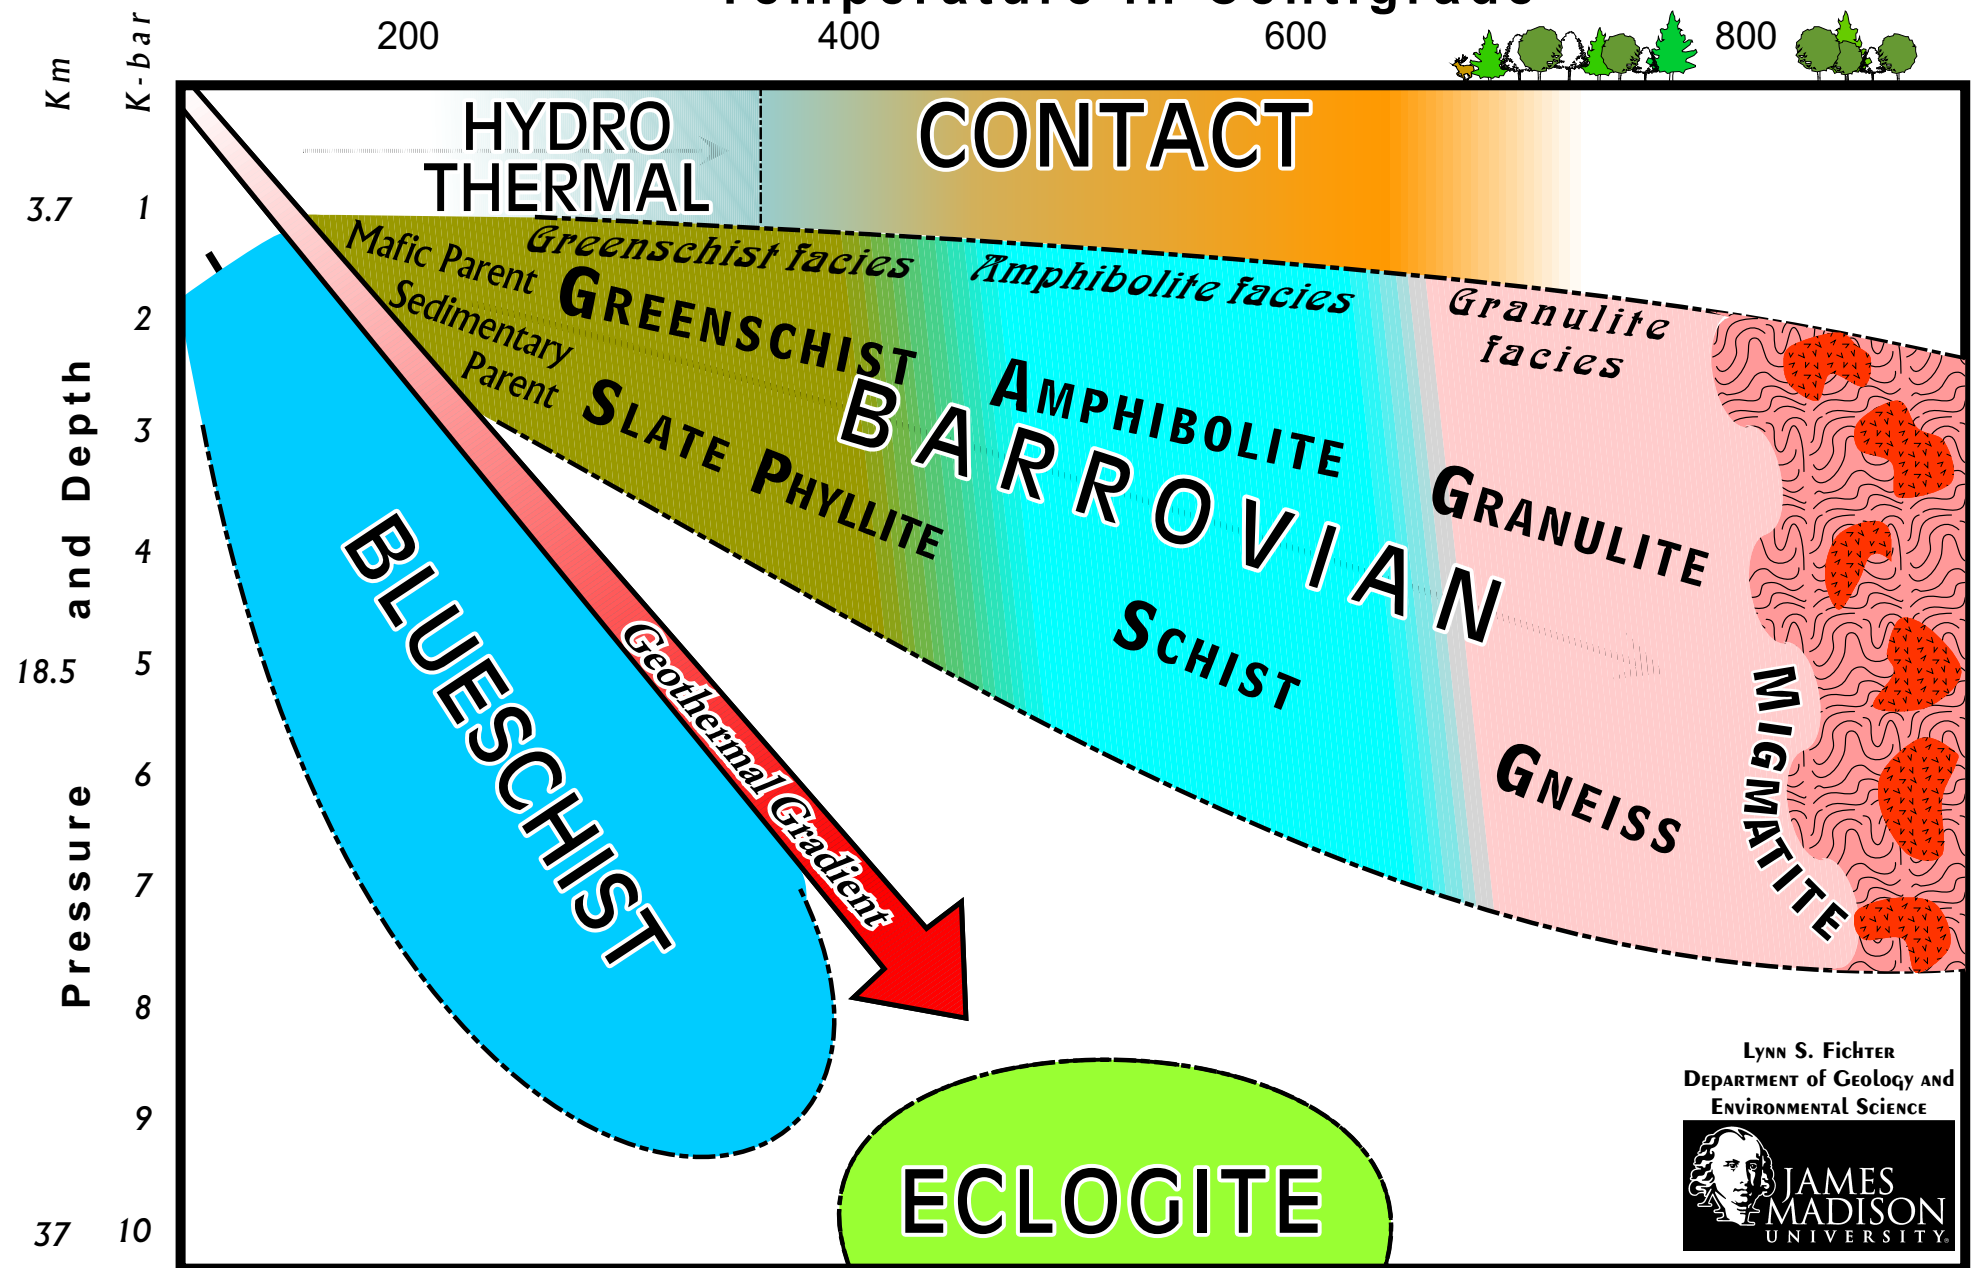 Temperature in Centigrade
200 400 600 800
Km
K-bar
Pressure and Depth
3.7
18.5
37
1
2
3
4
5
6
7
8
9
10
HYDRO
THERMAL
CONTACT
Greenschist facies
Amphibolite facies
Granulite
facies
Mafic Parent
GREENSCHIST
AMPHIBOLITE
GRANULITE
Sedimentary
Parent
SLATE PHYLLITE
SCHIST
GNEISS
BARROVIAN
MIGMATITE
BLUESCHIST
Geothermal Gradient
ECLOGITE
Lynn S. Fichter
Department of Geology and
Environmental Science
JAMES
MADISON
UNIVERSITY.